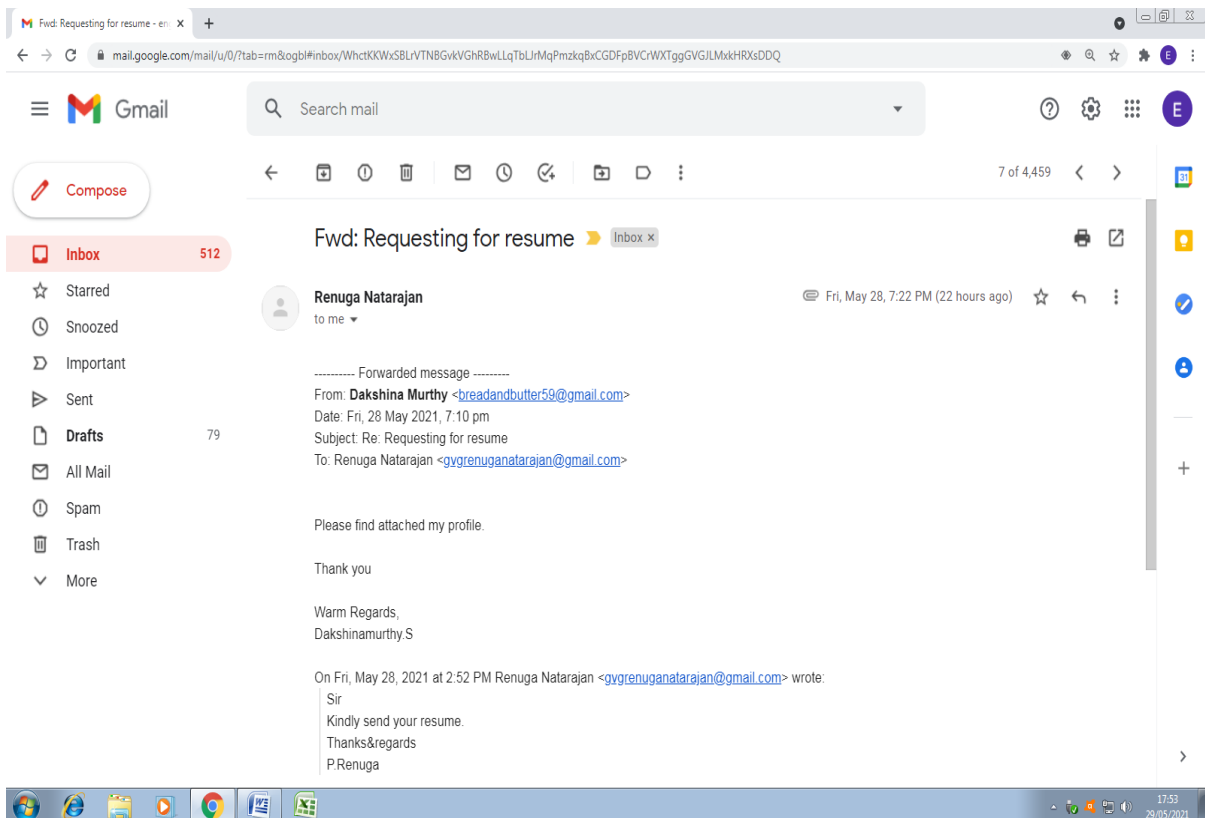 Fwd: Requesting for resume - en
mail.google.com/mail/u/0/?tab=rm&ogbl#inbox/WhctKKWxSBLrVTNBGvkVGhRBwLLqTbLJrMqPmzkqBxCGDFpBVCrWXTggGVGJLMxkHRXsDDQ
E
Gmail
Search mail
E
Compose
7 of 4,459
31
Inbox 512
Starred
Snoozed
Important
Sent
Drafts 79
All Mail
Spam
Trash
More
Fwd: Requesting for resume Inbox x
Renuga Natarajan Fri, May 28, 7:22 PM (22 hours ago)
to me
---------- Forwarded message ---------
From: Dakshina Murthy <breadandbutter59@gmail.com>
Date: Fri, 28 May 2021, 7:10 pm
Subject: Re: Requesting for resume
To: Renuga Natarajan <gvgrenuganatarajan@gmail.com>
Please find attached my profile.
Thank you
Warm Regards,
Dakshinamurthy.S
On Fri, May 28, 2021 at 2:52 PM Renuga Natarajan <gvgrenuganatarajan@gmail.com> wrote:
Sir
Kindly send your resume.
Thanks&regards
P.Renuga
17:53
29/05/2021